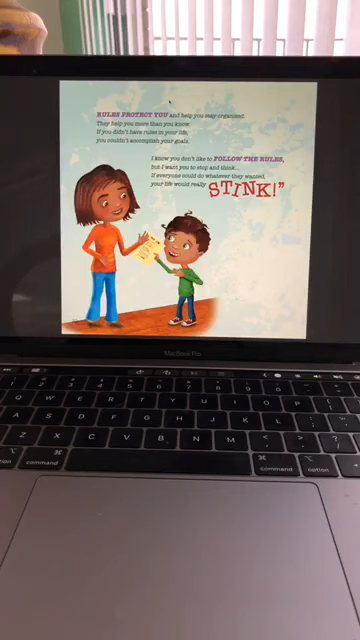 RULES PROTECT YOU and help you stay organized.
They help you more than you know.
If you didn't have rules in your life,
you couldn't accomplish your goals.
I know you don't like to FOLLOW THE RULES,
but I want you to stop and think...
If everyone could do whatever they wanted,
your life would really STINK!"
MacBook Pro
Q W E R T Y U I O P
A S D F G H J K L
Z X C V B N M
command command option